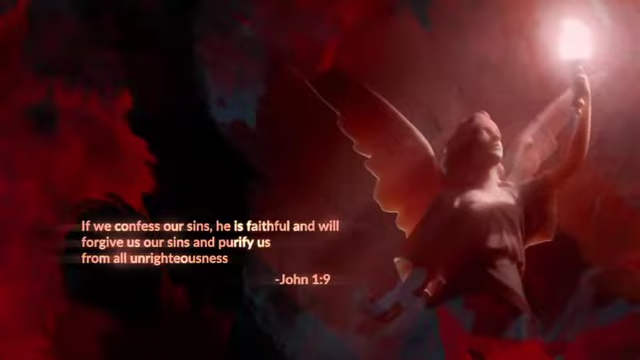 If we confess our sins, he is faithful and will
forgive us our sins and purify us
from all unrighteousness
-John 1:9